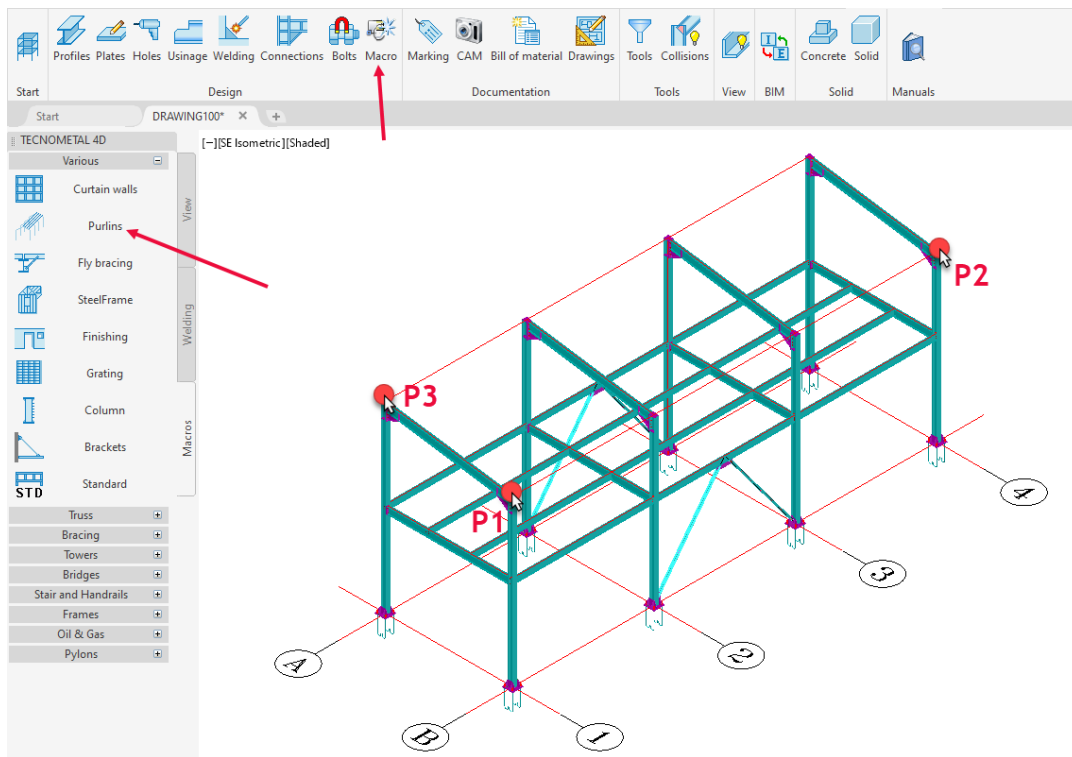 Profiles Plates Holes Usinage Welding Connections Bolts Macro Marking CAM Bill of material Drawings Tools Collisions Concrete Solid
Start Design Documentation Tools View BIM Solid Manuals
Start DRAWING100* × +
TECNOMETAL 4D
[−][SE Isometric][Shaded]
Various
Curtain walls
View
Purlins
Fly bracing
SteelFrame
Welding
Finishing
Grating
Column
Macros
Brackets
Standard
STD
Truss
Bracing
Towers
Bridges
Stair and Handrails
Frames
Oil & Gas
Pylons
P2
P3
P1
4
3
2
A
B
1